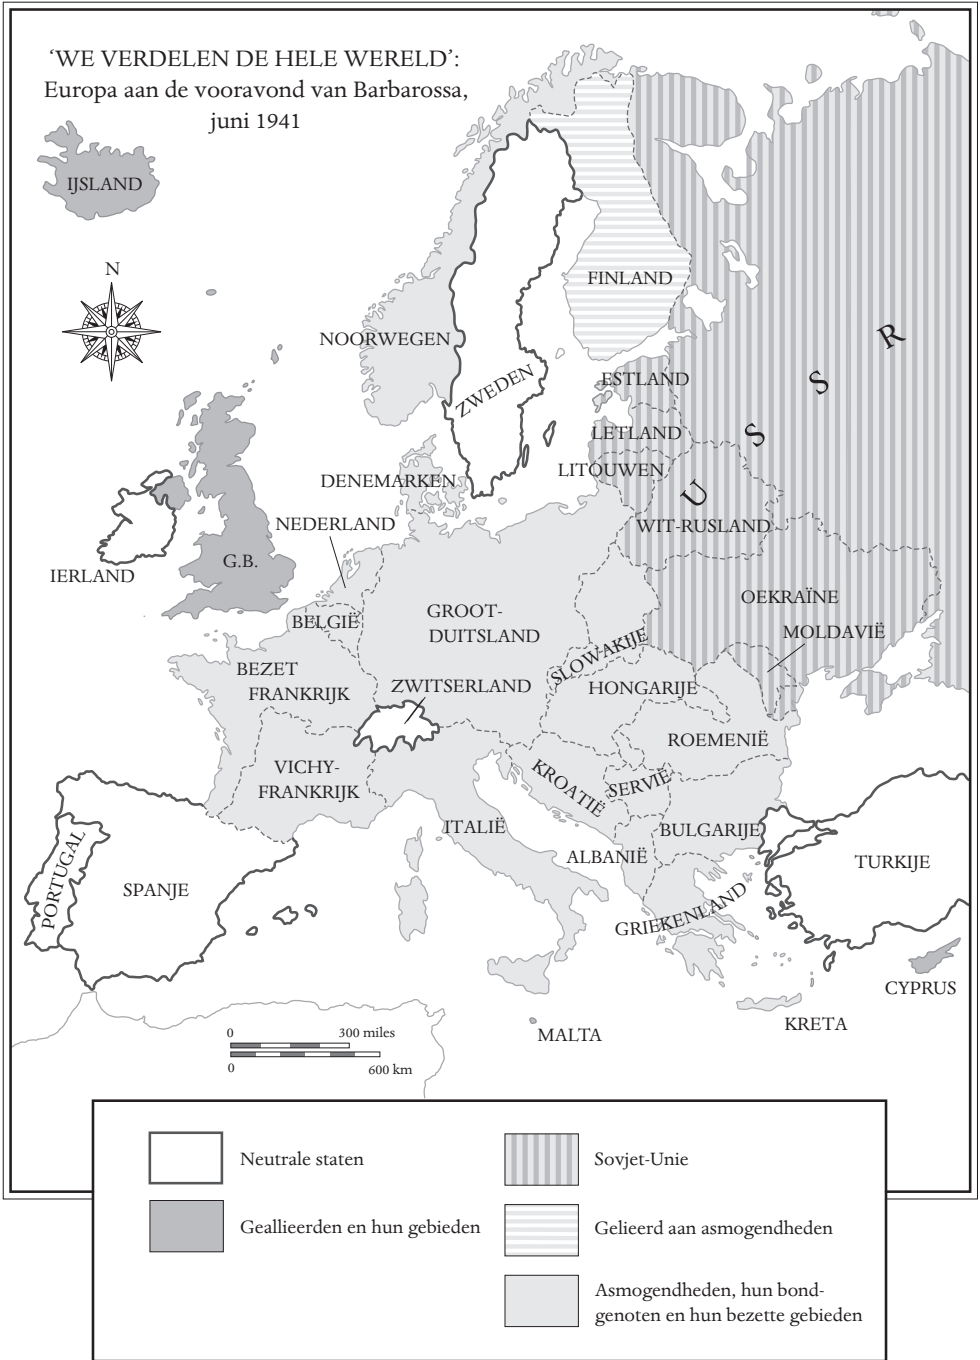 ‘WE VERDELEN DE HELE WERELD’:
Europa aan de vooravond van Barbarossa,
juni 1941
IJSLAND
N
FINLAND
NOORWEGEN
ZWEDEN
ESTLAND
LETLAND
LITOUWEN
U S S R
DENEMARKEN
NEDERLAND
WIT-RUSLAND
G.B.
IERLAND
BELGIË
GROOT-
DUITSLAND
OEKRAÏNE
MOLDAVIË
SLOWAKIJE
BEZET
FRANKRIJK
ZWITSERLAND
HONGARIJE
ROEMENIË
VICHY-
FRANKRIJK
KROATIË
SERVIË
ITALIË
BULGARIJE
ALBANIË
TURKIJE
PORTUGAL
SPANJE
GRIEKENLAND
CYPRUS
KRETA
MALTA
0 300 miles
0 600 km
Neutrale staten
Geallieerden en hun gebieden
Sovjet-Unie
Gelieerd aan asmogendheden
Asmogendheden, hun bond-
genoten en hun bezette gebieden